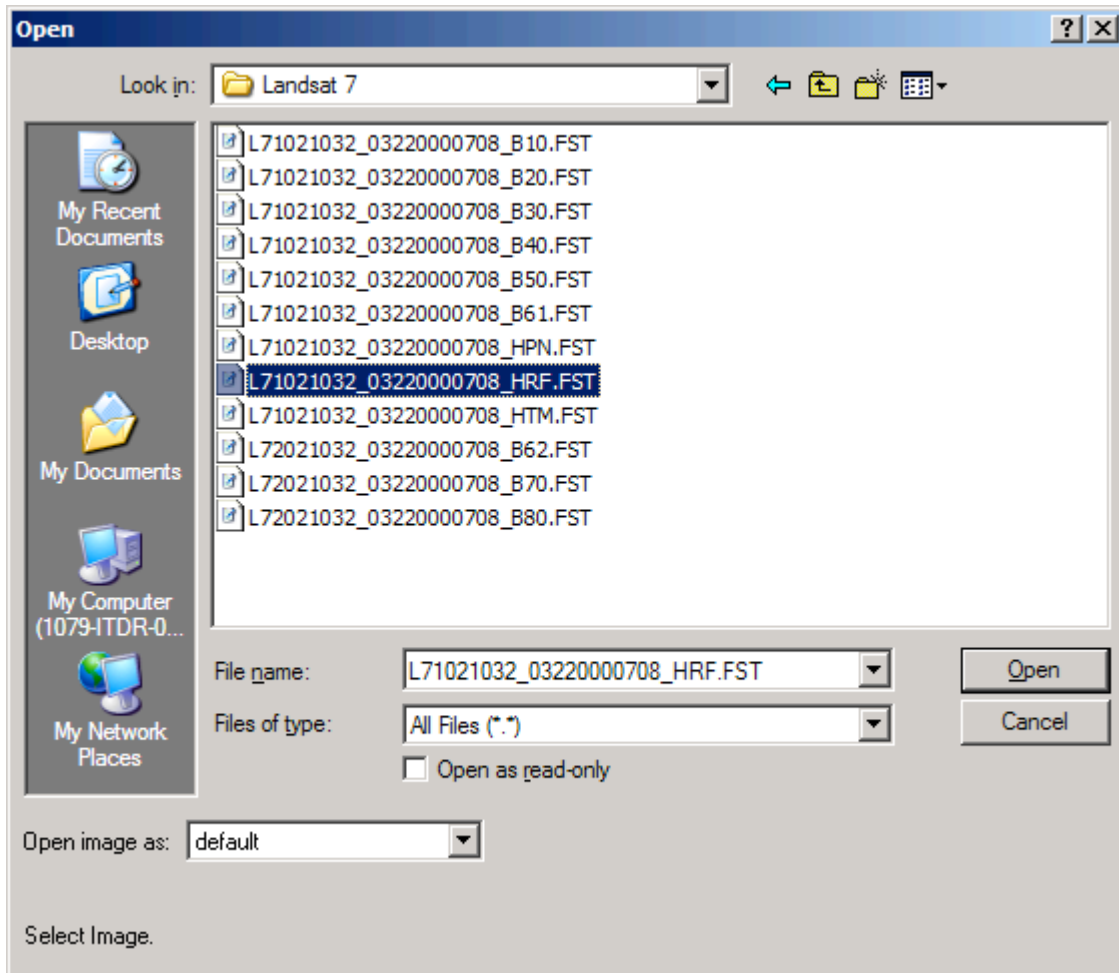 Open
Look in: Landsat 7
My Recent
Documents
Desktop
My Documents
My Computer
(1079-ITDR-0...
My Network
Places
L71021032_03220000708_B10.FST
L71021032_03220000708_B20.FST
L71021032_03220000708_B30.FST
L71021032_03220000708_B40.FST
L71021032_03220000708_B50.FST
L71021032_03220000708_B61.FST
L71021032_03220000708_HPN.FST
L71021032_03220000708_HRF.FST
L71021032_03220000708_HTM.FST
L72021032_03220000708_B62.FST
L72021032_03220000708_B70.FST
L72021032_03220000708_B80.FST
File name: L71021032_03220000708_HRF.FST Open
Files of type: All Files (*.*) Cancel
Open as read-only
Open image as: default
Select Image.